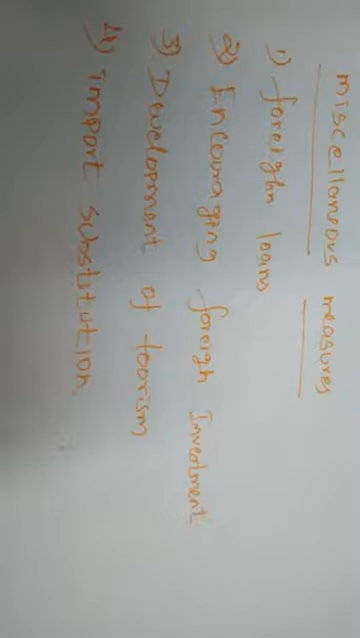 miscellaneous measures
1) foreign loans
2) Encouraging foreign Investment
3) Development of tourism
4) import substitution.